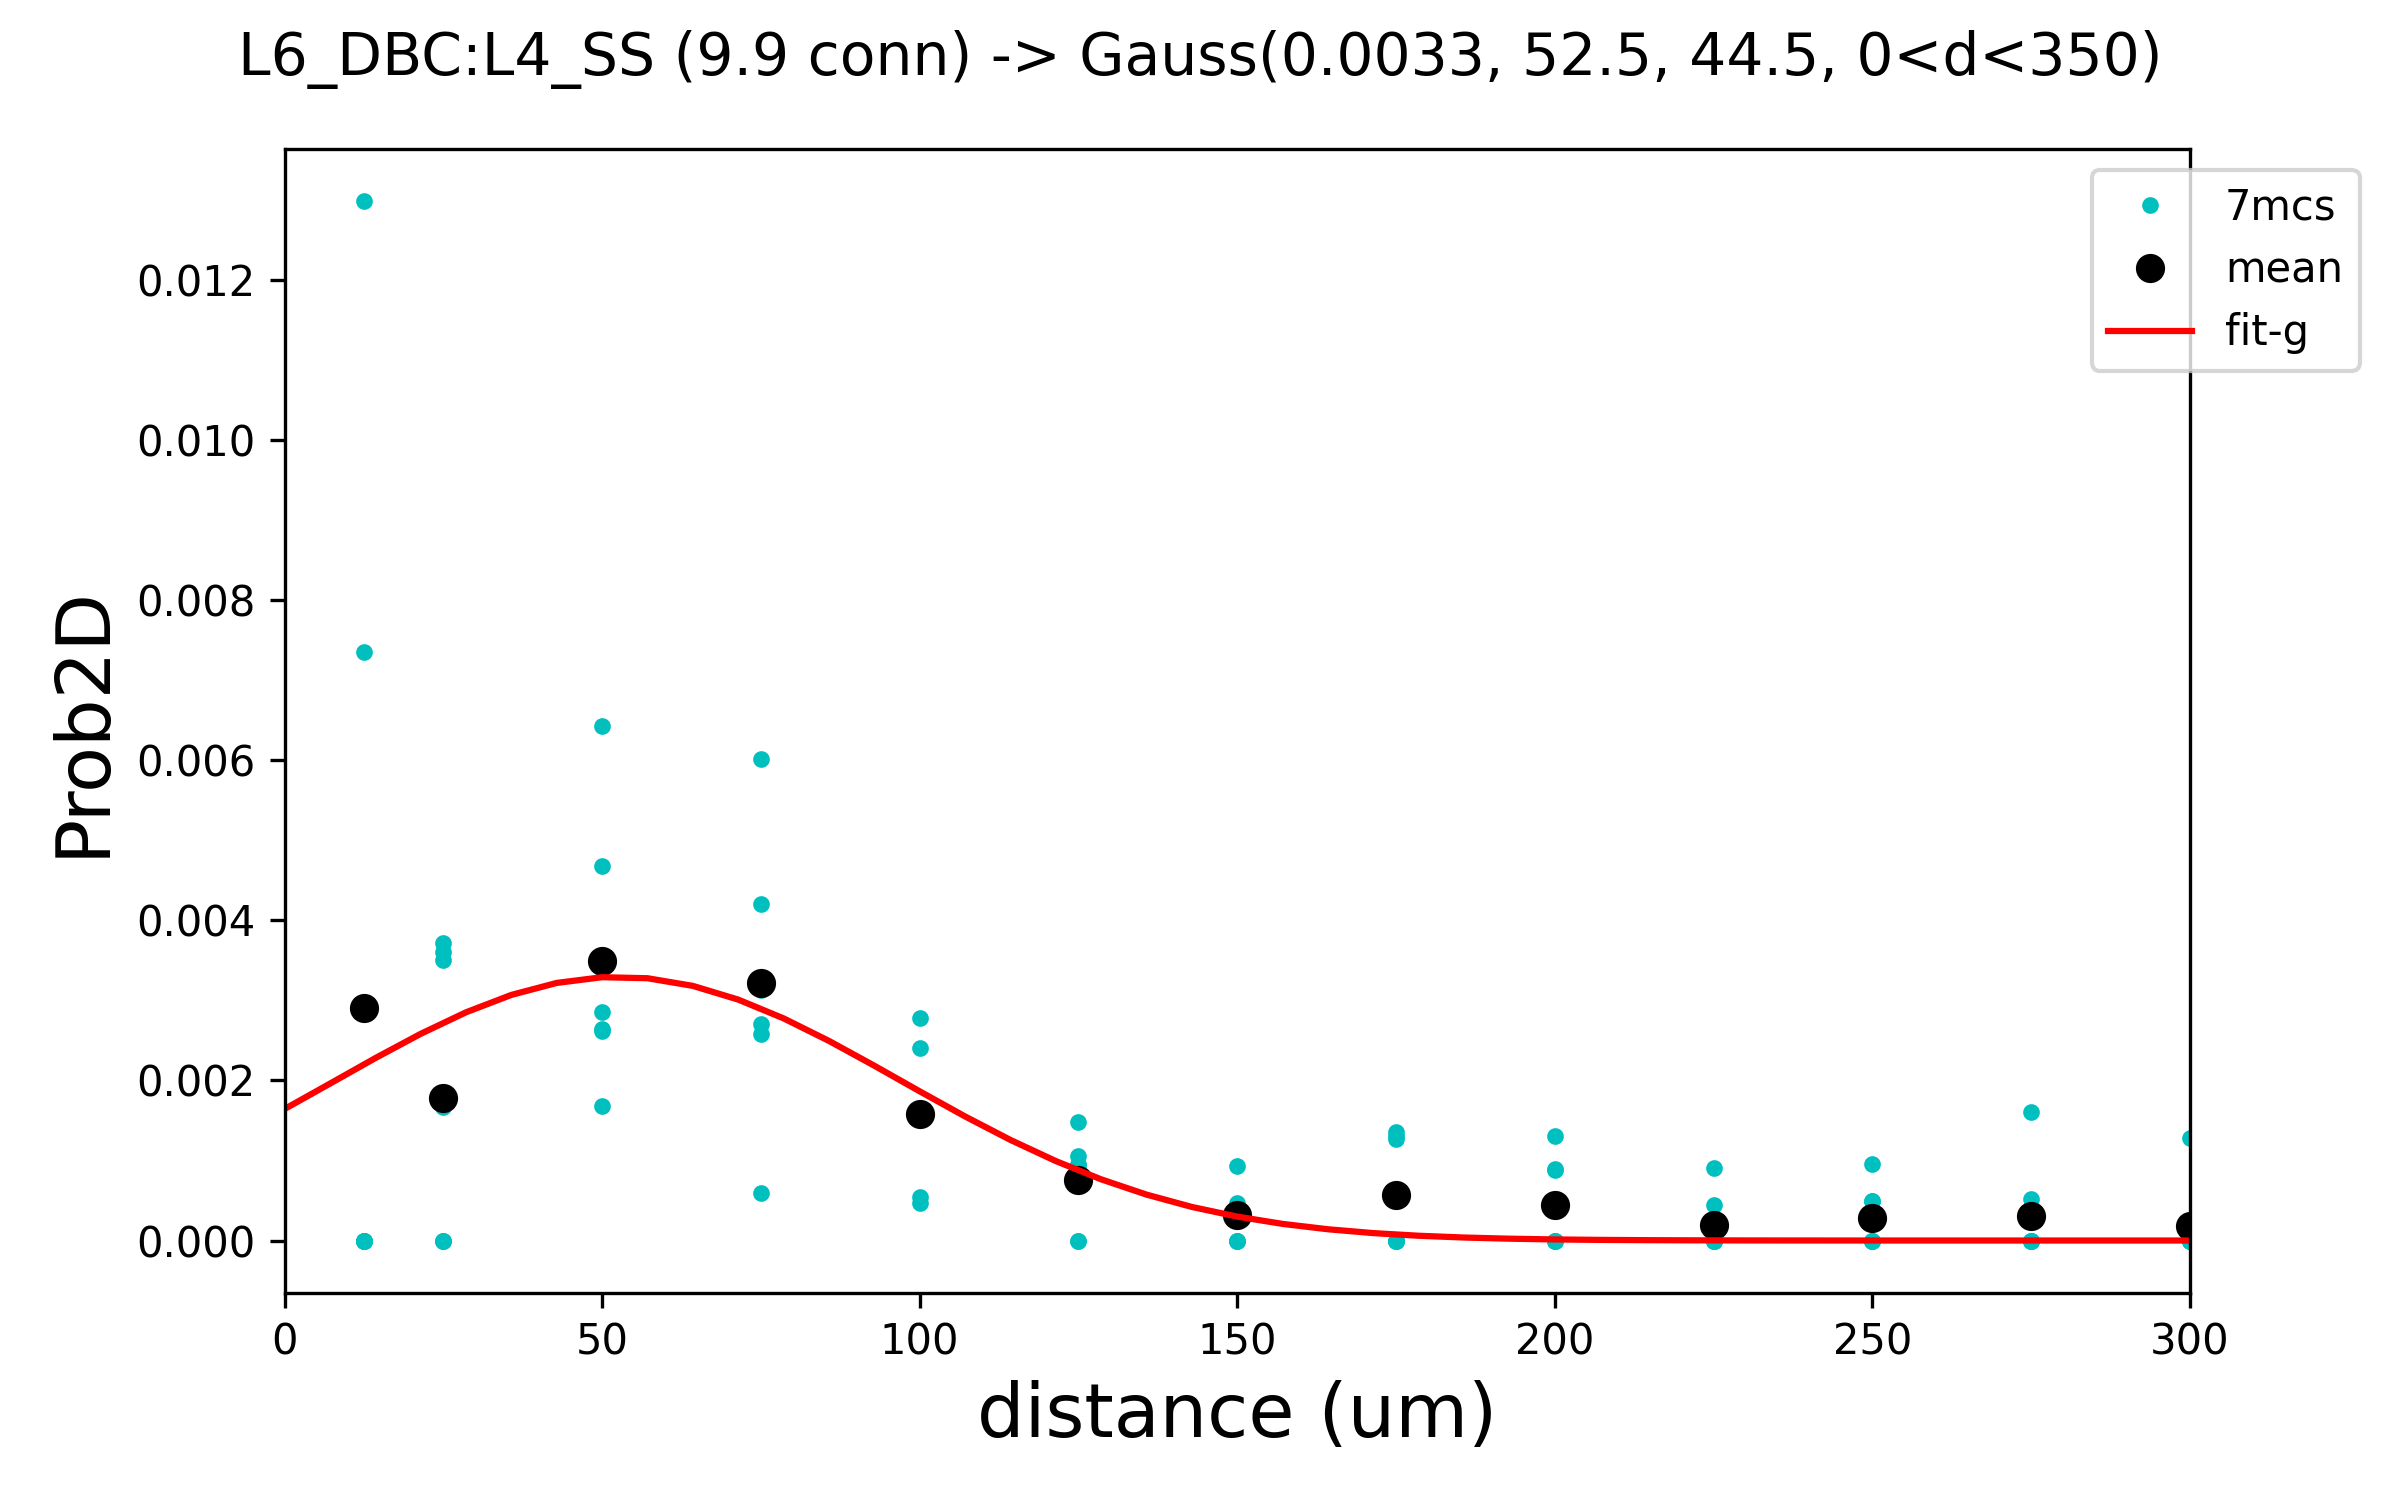 L6_DBC:L4_SS (9.9 conn) -> Gauss(0.0033, 52.5, 44.5, 0<d<350)
7mcs
mean
fit-g
0.012
0.010
0.008
0.006
0.004
0.002
0.000
Prob2D
0 50 100 150 200 250 300
distance (um)